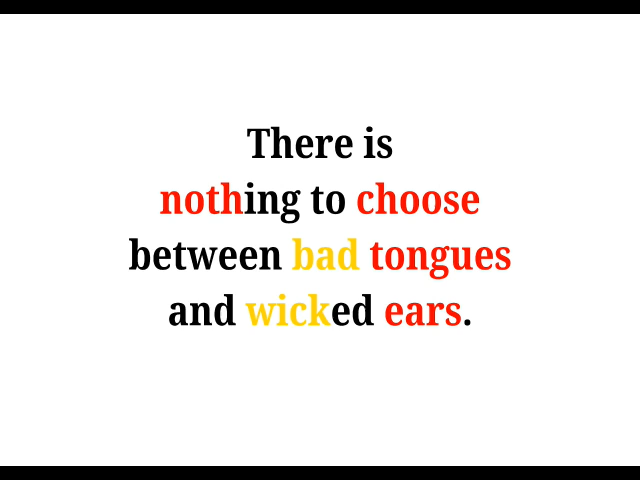 There is
nothing to choose
between bad tongues
and wicked ears.